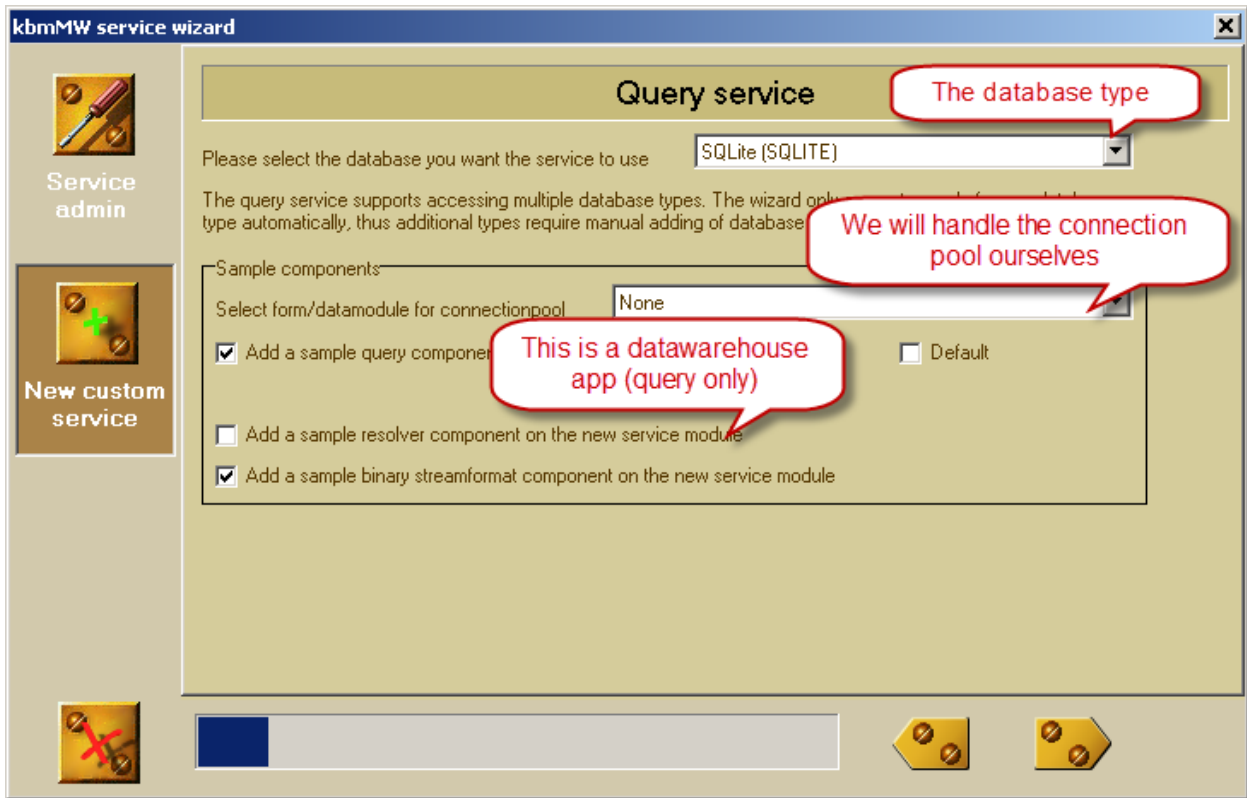 kbmMW service wizard
Query service
The database type
Please select the database you want the service to use
SQLite (SQLITE)
Service
admin
The query service supports accessing multiple database types. The wizard only
type automatically, thus additional types require manual adding of database
We will handle the connection
pool ourselves
Sample components
Select form/datamodule for connectionpool
None
Add a sample query componen
This is a datawarehouse
app (query only)
Default
New custom
service
Add a sample resolver component on the new service module
Add a sample binary streamformat component on the new service module